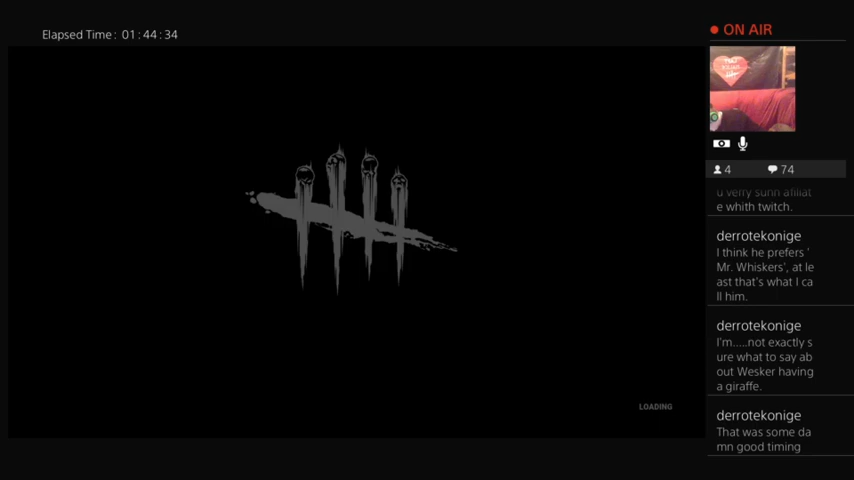 Elapsed Time: 01:44:34
ON AIR
4
74
u verry sunn afiliat
e whith twitch.
derrotekonige
I think he prefers '
Mr. Whiskers', at le
ast that's what I ca
ll him.
derrotekonige
I'm.....not exactly s
ure what to say ab
out Wesker having
a giraffe.
derrotekonige
That was some da
mn good timing
LOADING